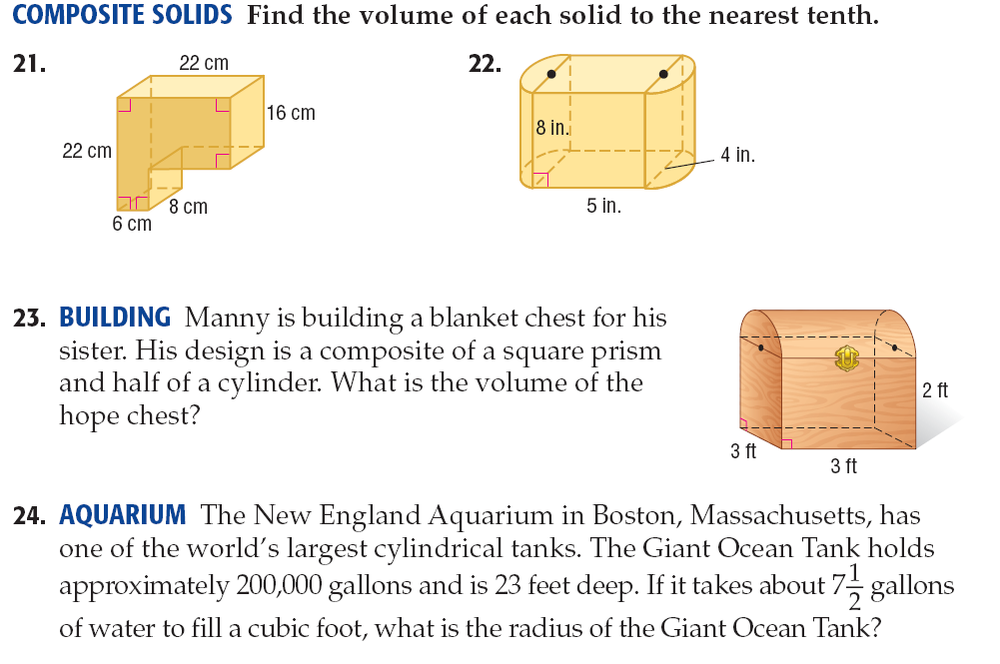 COMPOSITE SOLIDS Find the volume of each solid to the nearest tenth.
21.
22 cm
16 cm
22 cm
8 cm
6 cm
22.
8 in.
4 in.
5 in.
23. BUILDING Manny is building a blanket chest for his
sister. His design is a composite of a square prism
and half of a cylinder. What is the volume of the
hope chest?
2 ft
3 ft
3 ft
24. AQUARIUM The New England Aquarium in Boston, Massachusetts, has
one of the world's largest cylindrical tanks. The Giant Ocean Tank holds
approximately 200,000 gallons and is 23 feet deep. If it takes about 7 1/2 gallons
of water to fill a cubic foot, what is the radius of the Giant Ocean Tank?